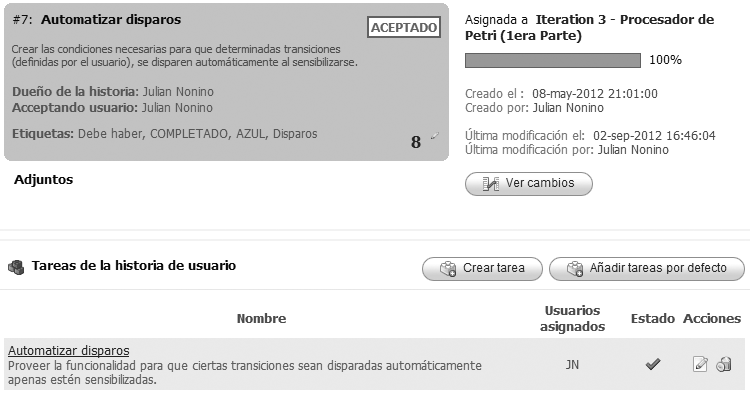 #7: Automatizar disparos
ACEPTADO
Crear las condiciones necesarias para que determinadas transiciones
(definidas por el usuario), se disparen automáticamente al sensibilizarse.
Dueño de la historia: Julian Nonino
Acceptando usuario: Julian Nonino
Etiquetas: Debe haber, COMPLETADO, AZUL, Disparos
8
Adjuntos
Asignada a Iteration 3 - Procesador de
Petri (1era Parte)
100%
Creado el : 08-may-2012 21:01:00
Creado por: Julian Nonino
Última modificación el: 02-sep-2012 16:46:04
Última modificación por: Julian Nonino
Ver cambios
Tareas de la historia de usuario
Crear tarea
Añadir tareas por defecto
Nombre
Usuarios
asignados
Estado
Acciones
Automatizar disparos
Proveer la funcionalidad para que ciertas transiciones sean disparadas automáticamente
apenas estén sensibilizadas.
JN